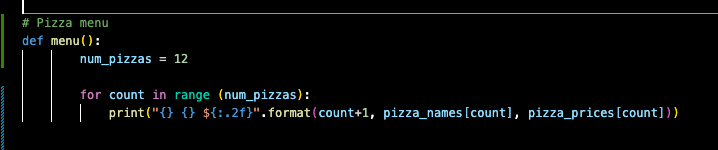 # Pizza menu
def menu():
num_pizzas = 12
for count in range (num_pizzas):
print("{} {} ${:.2f}".format(count+1, pizza_names[count], pizza_prices[count]))